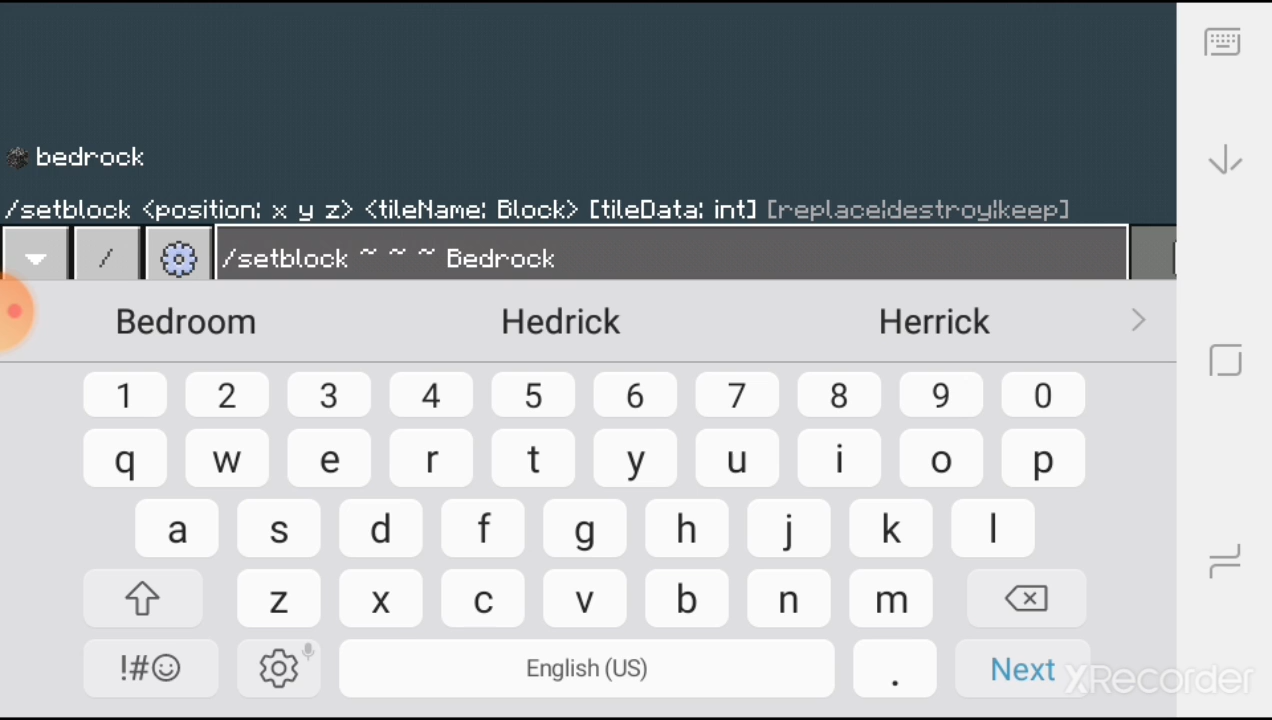 bedrock
/setblock <position: x y z> <tileName: Block> [tileData: int] [replace|destroy|keep]
/
/setblock ~ ~ ~ Bedrock
Bedroom Hedrick Herrick
1 2 3 4 5 6 7 8 9 0
q w e r t y u i o p
a s d f g h j k l
z x c v b n m
!#☺ English (US) . Next
XRecorder